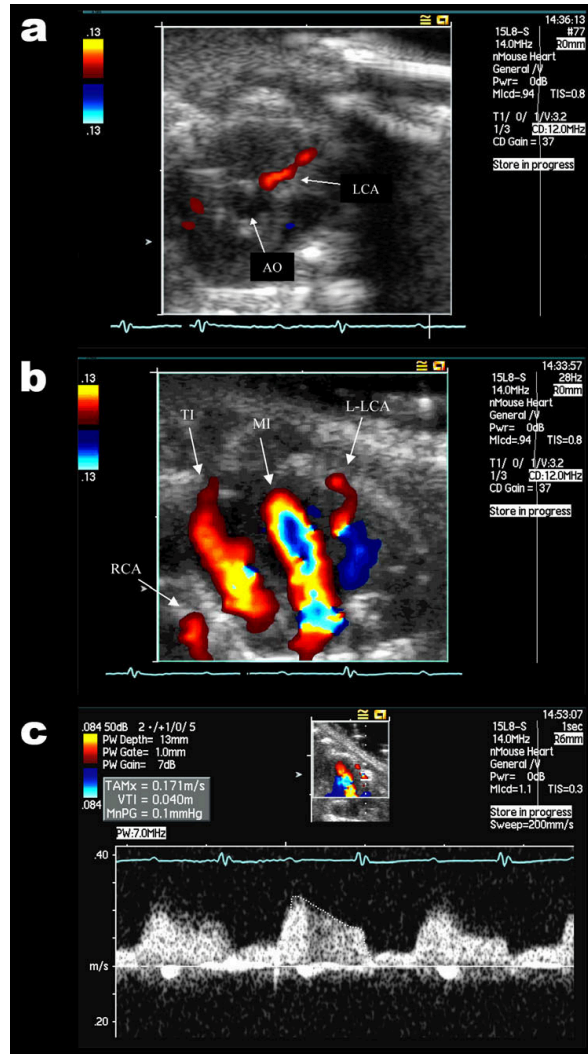 a
.13
.13
14:36:13
15L8-S #77
14.0MHz R0mm
nMouse Heart
General /V
Pwr= 0dB
MIcd=.94 TIS=0.8
T1/ 0/ 1/V:3.2
1/3 CD:12.0MHz
CD Gain = 37
Store in progress
LCA
AO
b
.13
.13
14:33:57
15L8-S 28Hz
14.0MHz R0mm
nMouse Heart
General /V
Pwr= 0dB
MIcd=.94 TIS=0.8
T1/ 0/ 1/V:3.2
1/3 CD:12.0MHz
CD Gain = 37
Store in progress
TI
MI
L-LCA
RCA
c
.084
.084
50dB 2 •/+1/0/ 5
PW Depth= 13mm
PW Gate= 1.0mm
PW Gain= 7dB
TAMx = 0.171m/s
VTI = 0.040m
MnPG = 0.1mmHg
PW:7.0MHz
14:53:07
15L8-S 1sec
14.0MHz R6mm
nMouse Heart
General /V
Pwr= 0dB
MIcd=1.1 TIS=0.3
Store in progress
Sweep=200mm/s
.40
m/s
.20